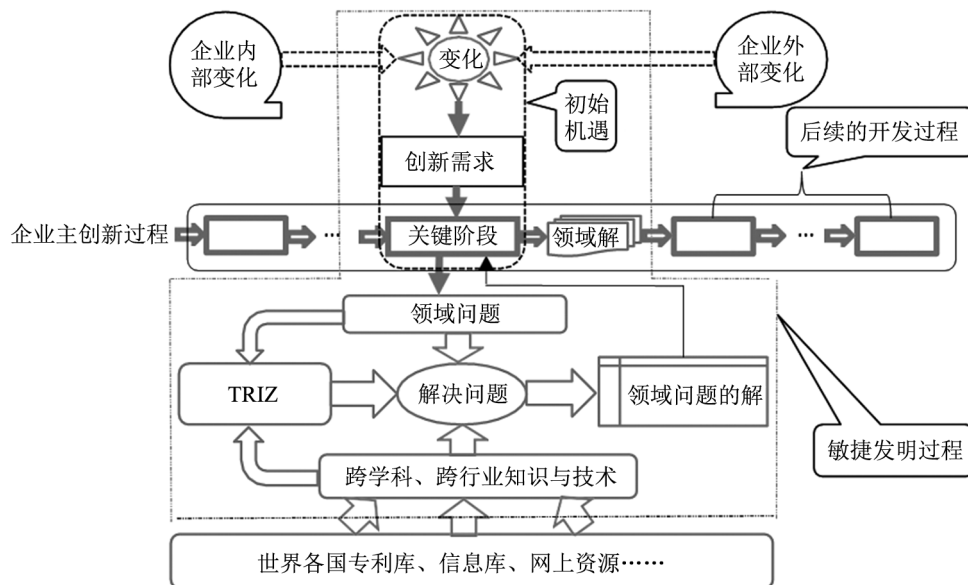 企业内
部变化
变化
企业外
部变化
初始
机遇
后续的开发过程
创新需求
企业主创新过程
…
关键阶段
领域解
…
领域问题
TRIZ
解决问题
领域问题的解
敏捷发明过程
跨学科、跨行业知识与技术
世界各国专利库、信息库、网上资源……